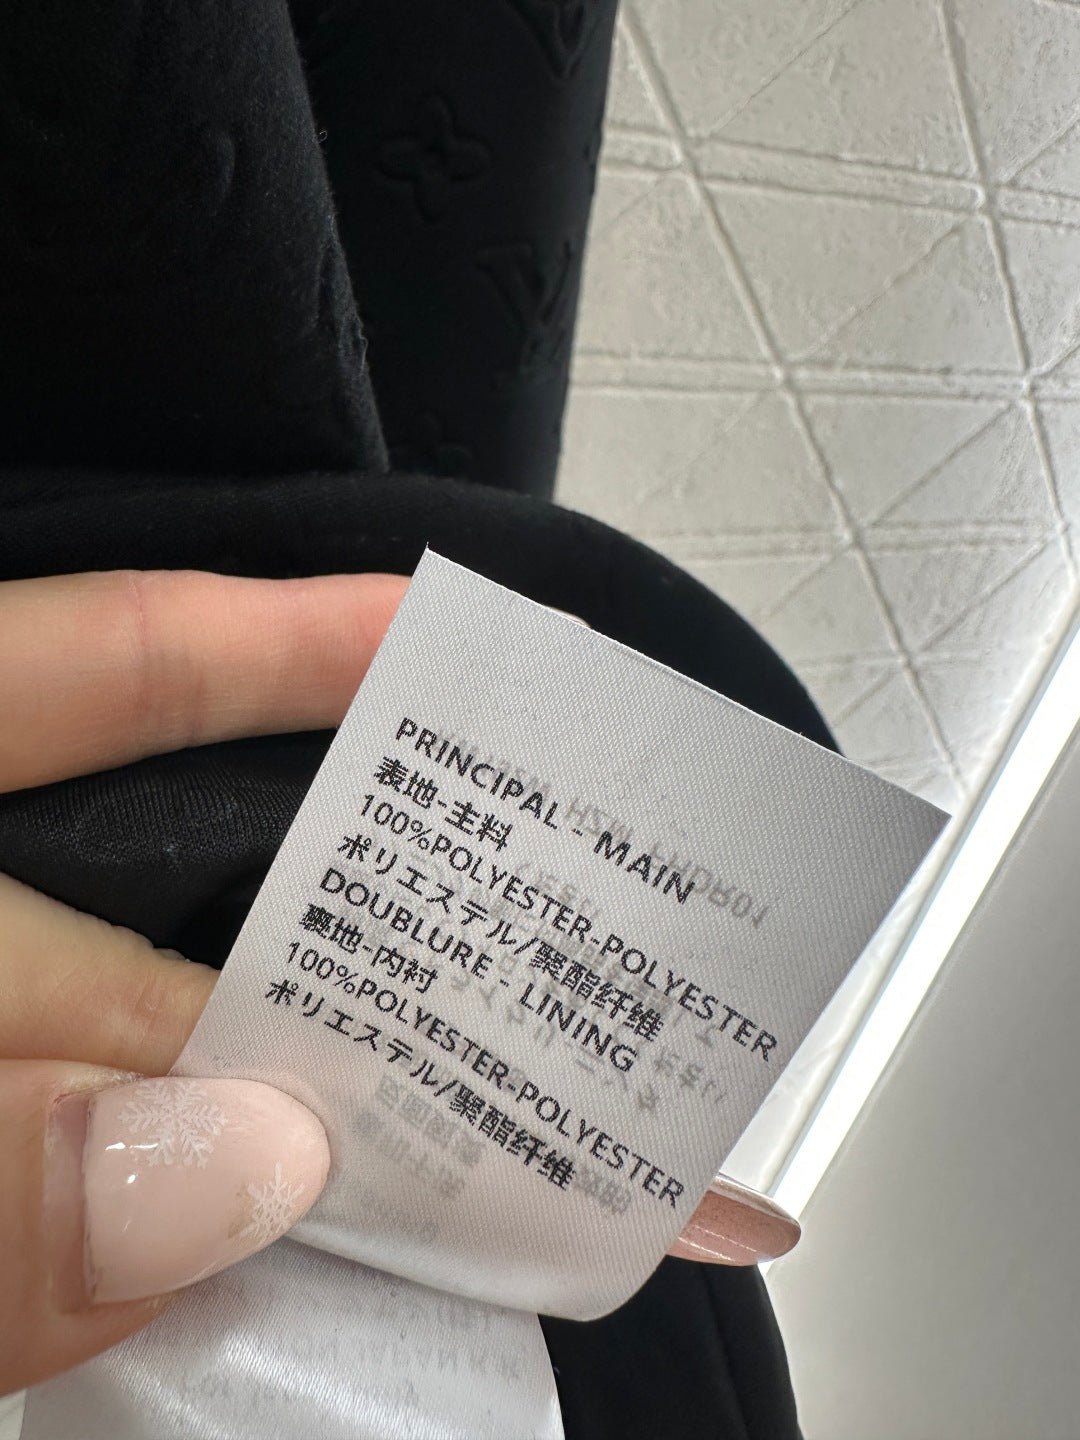 PRINCIPAL - MAIN
表地-主料
100%POLYESTER-POLYESTER
ポリエステル/聚酯纤维
DOUBLURE - LINING
裏地-内衬
100%POLYESTER-POLYESTER
ポリエステル/聚酯纤维